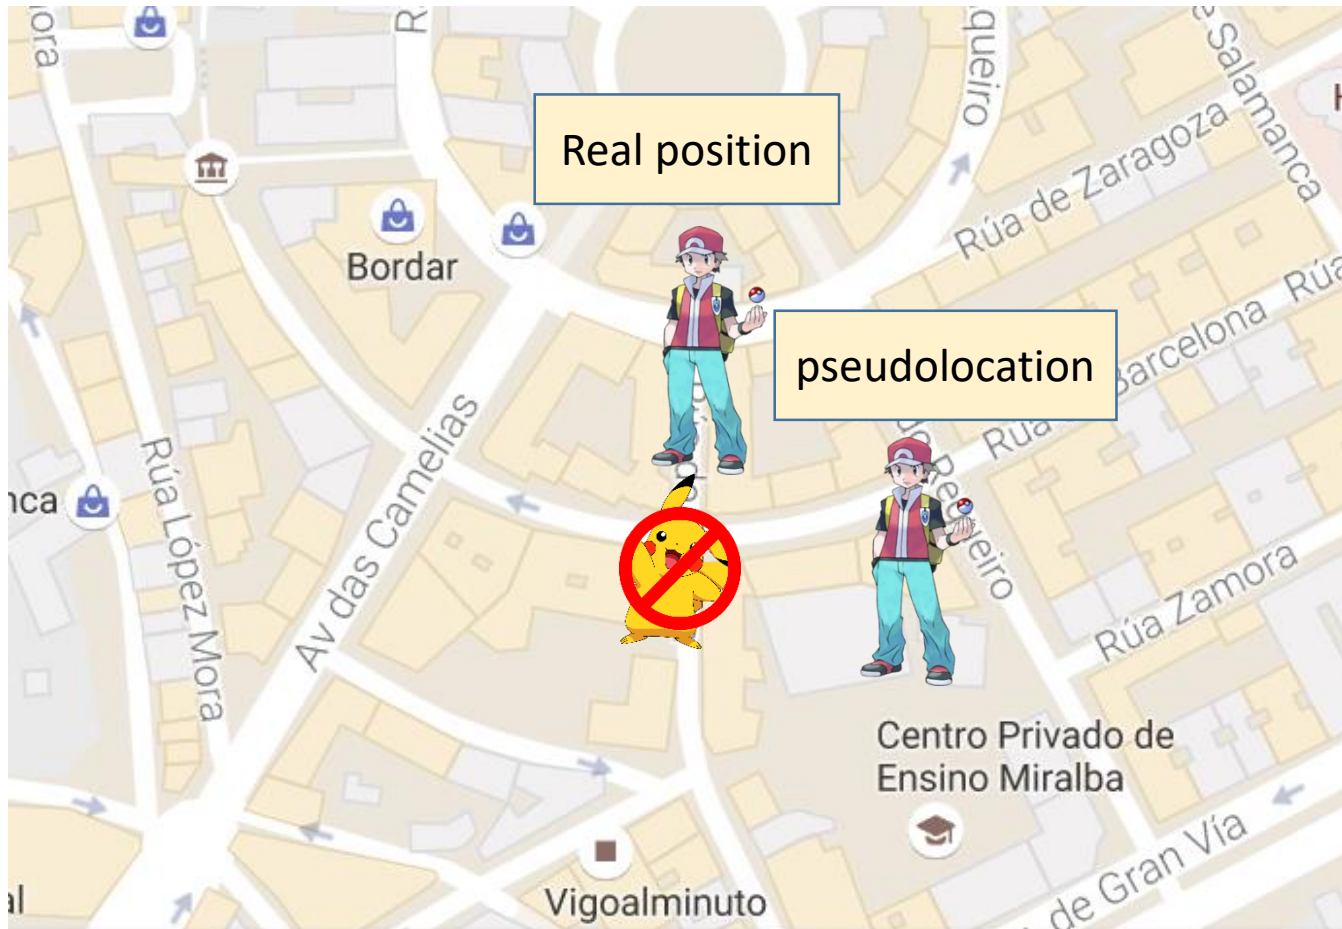 Real position
pseudolocation
Bordar
Rúa de Zaragoza
Salamanca
Rúa
Barcelona
Rúa
Rúa López Mora
Av das Camelias
Rúa Zamora
Centro Privado de
Ensino Miralba
Vigoalminuto
de Gran Vía